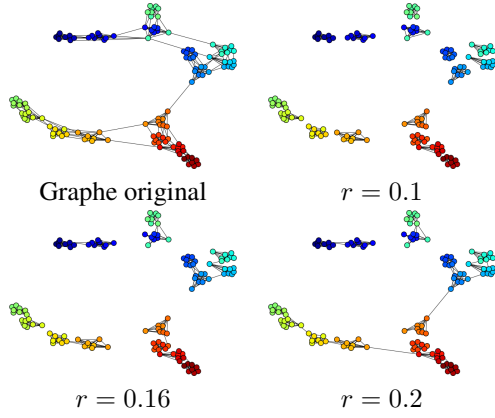 Graphe original
r = 0.1
r = 0.16
r = 0.2